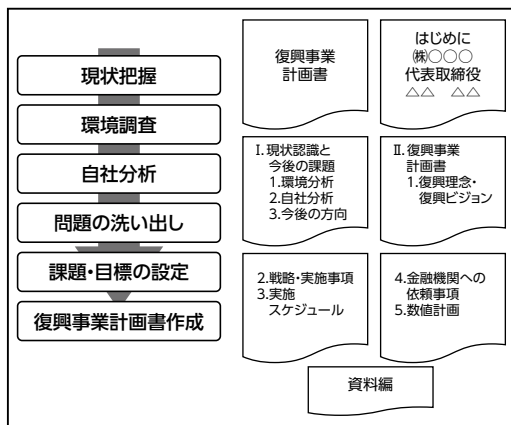 現状把握
環境調査
自社分析
問題の洗い出し
課題・目標の設定
復興事業計画書作成
復興事業
計画書
はじめに
㈱○○○
代表取締役
△△　△△
Ⅰ.現状認識と
今後の課題
1.環境分析
2.自社分析
3.今後の方向
Ⅱ.復興事業
計画書
1.復興理念・
復興ビジョン
2.戦略・実施事項
3.実施
スケジュール
4.金融機関への
依頼事項
5.数値計画
資料編